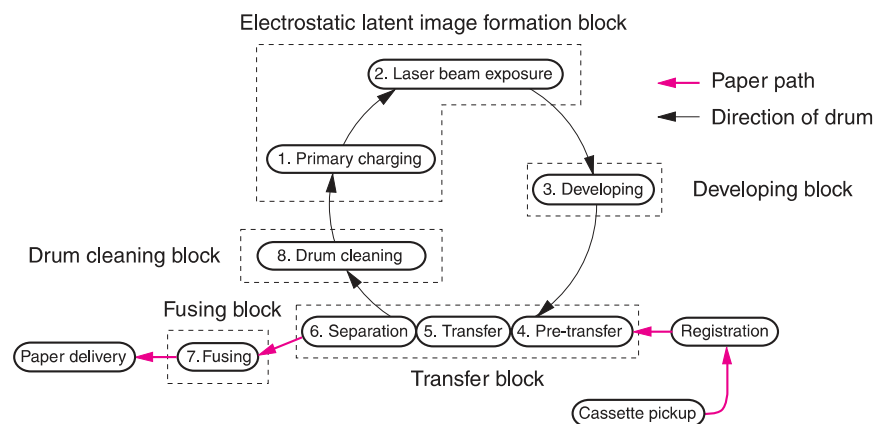 Electrostatic latent image formation block
2. Laser beam exposure
Paper path
Direction of drum
1. Primary charging
3. Developing
Developing block
Drum cleaning block
8. Drum cleaning
Fusing block
6. Separation
5. Transfer
4. Pre-transfer
Registration
Paper delivery
7. Fusing
Transfer block
Cassette pickup